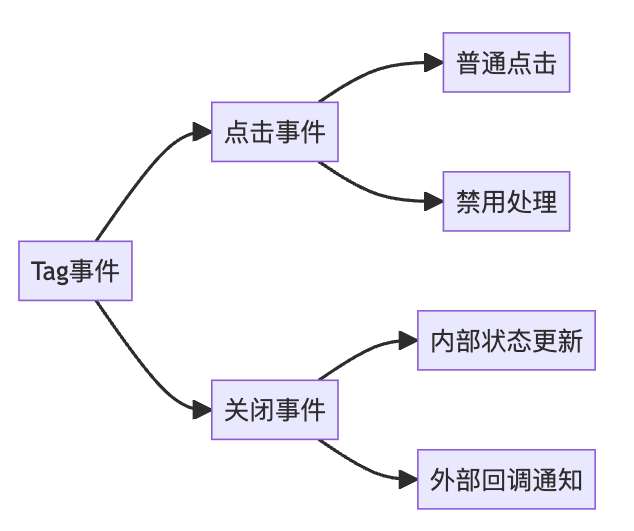 普通点击
点击事件
禁用处理
Tag事件
内部状态更新
关闭事件
外部回调通知